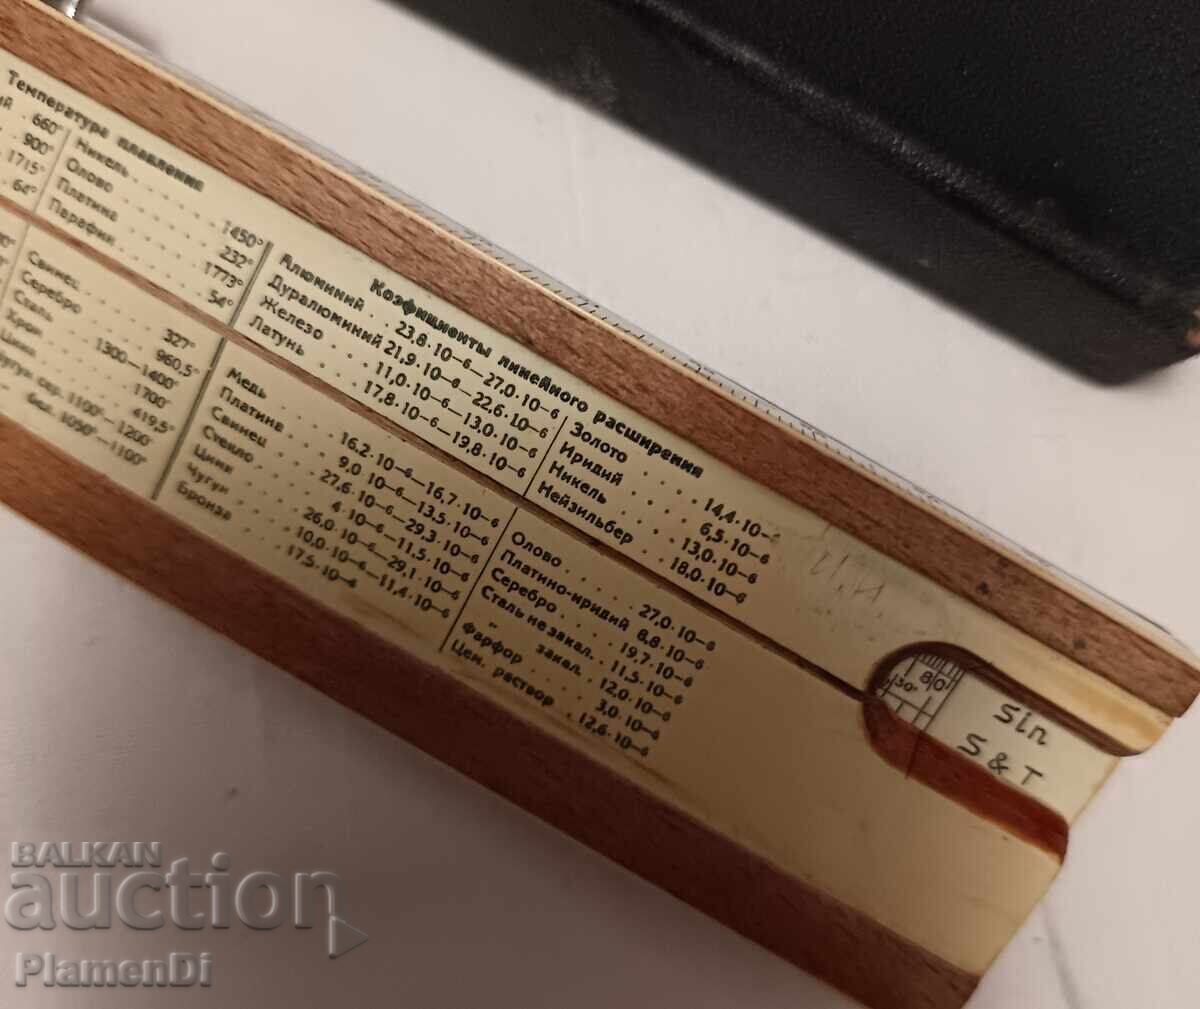 Температура плавления
660°
900°
1715°
64°
Никель . . . . . 1450°
Олово . . . . . 232°
Платина . . . . 1773°
Парафин . . . . 54°
Свинец . . . . 327°
Серебро . . . . 960,5°
Сталь . . 1300—1400°
Хром . . . . . 1700°
Цинк . . . . . 419,5°
1100°—1200°
бел. 1050°—1100°
Коэфициенты линейного расширения
Алюминий . . 23,8·10–6—27.0·10–6
Дуралюминий 21,9·10–6—22,6·10–6
Железо . . . 11,0·10–6—13,0·10–6
Латунь . . . 17,8·10–6—19,8·10–6
Золото . . . . 14,4·10–
Иридий . . . . 6,5·10–6
Никель . . . . 13,0·10–6
Нейзильбер . . 18,0·10–6
Медь . . . 16,2·10–6—16,7·10–6
Платина . . 9,0·10–6—13,5·10–6
Свинец . . 27,6·10–6—29,3·10–6
Стекло . . . 4·10–6—11,5·10–6
Цинк . . . 26,0·10–6—29,1·10–6
Чугун . . . 10,0·10–6—11,4·10–6
Бронза . . . 17,5·10–6
Олово . . . . 27,0·10–6
Платино-иридий 8,8·10–6
Серебро . . . . 19,7·10–6
Сталь не закал. . 11,5·10–6
„ закал. . 12,0·10–6
Фарфор . . . . 3,0·10–6
Цем. раствор . 12,6·10–6
80
30°
sin
S & T
BALKAN
auction
PlamenDi